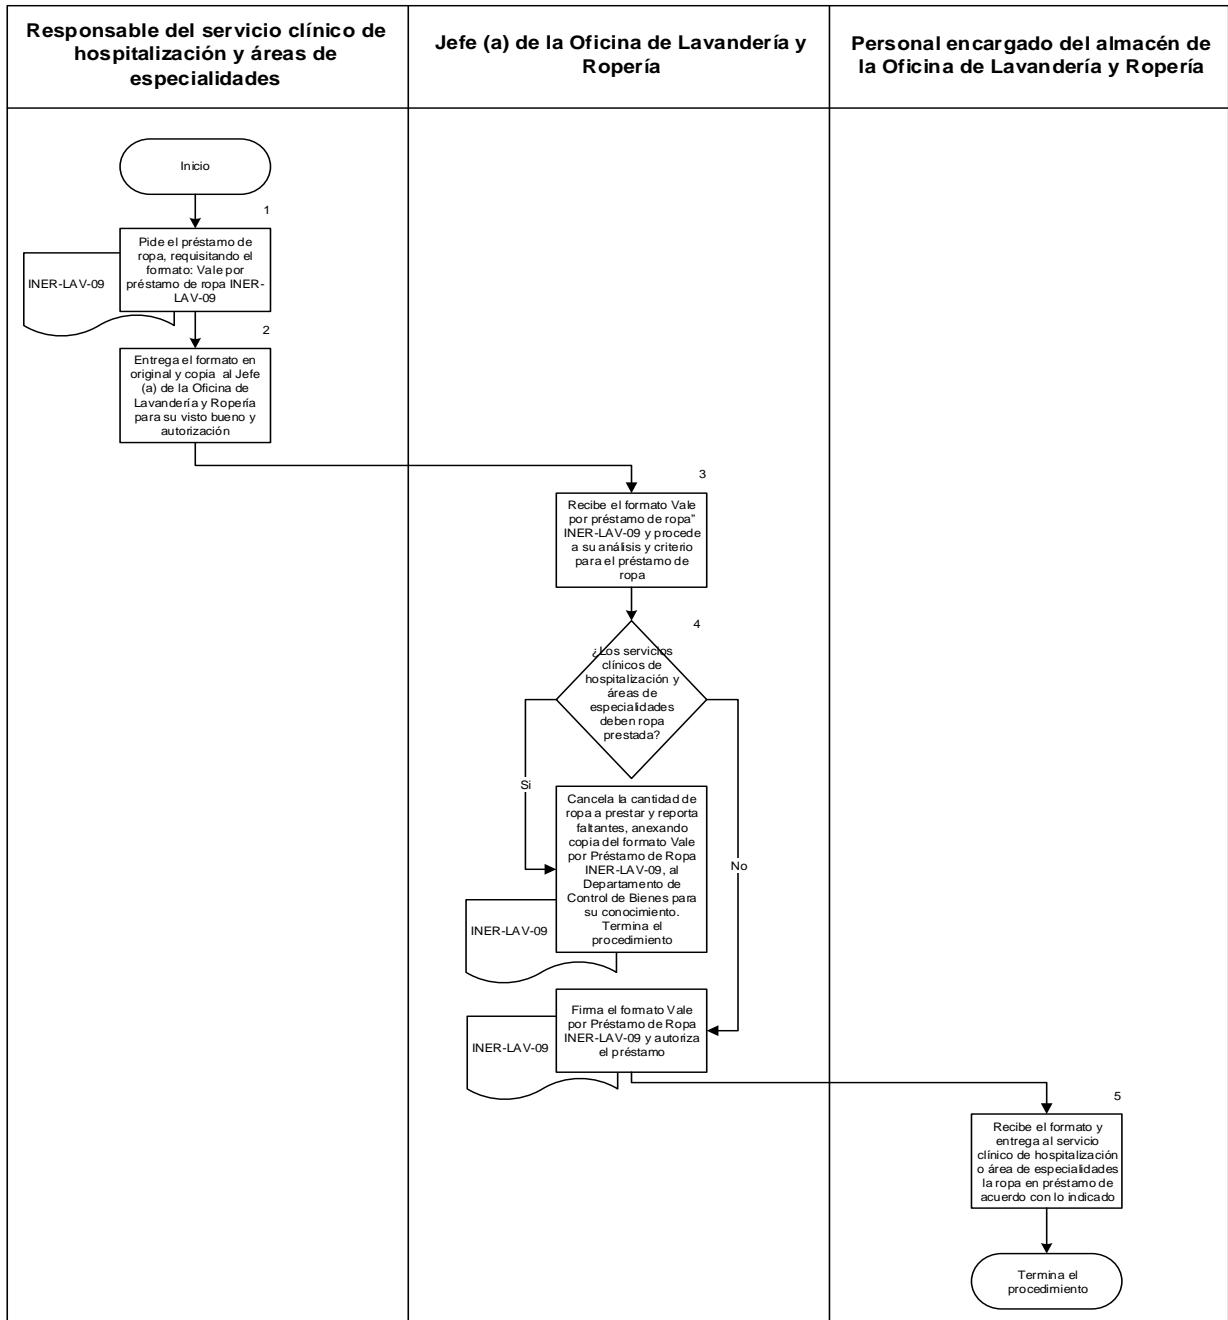 Responsable del servicio clínico de
hospitalización y áreas de
especialidades
Jefe (a) de la Oficina de Lavandería y
Ropería
Personal encargado del almacén de
la Oficina de Lavandería y Ropería
Inicio
1
Pide el préstamo de
ropa, requisitando el
formato: Vale por
préstamo de ropa INER-
LAV-09
INER-LAV-09
2
Entrega el formato en
original y copia al Jefe
(a) de la Oficina de
Lavandería y Ropería
para su visto bueno y
autorización
3
Recibe el formato Vale
por préstamo de ropa"
INER-LAV-09 y procede
a su análisis y criterio
para el préstamo de
ropa
4
¿Los servicios
clínicos de
hospitalización y
áreas de
especialidades
deben ropa
prestada?
Si
No
Cancela la cantidad de
ropa a prestar y reporta
faltantes, anexando
copia del formato Vale
por Préstamo de Ropa
INER-LAV-09, al
Departamento de
Control de Bienes para
su conocimiento.
Termina el
procedimiento
INER-LAV-09
Firma el formato Vale
por Préstamo de Ropa
INER-LAV-09 y autoriza
el préstamo
INER-LAV-09
5
Recibe el formato y
entrega al servicio
clínico de hospitalización
o área de especialidades
la ropa en préstamo de
acuerdo con lo indicado
Termina el
procedimiento